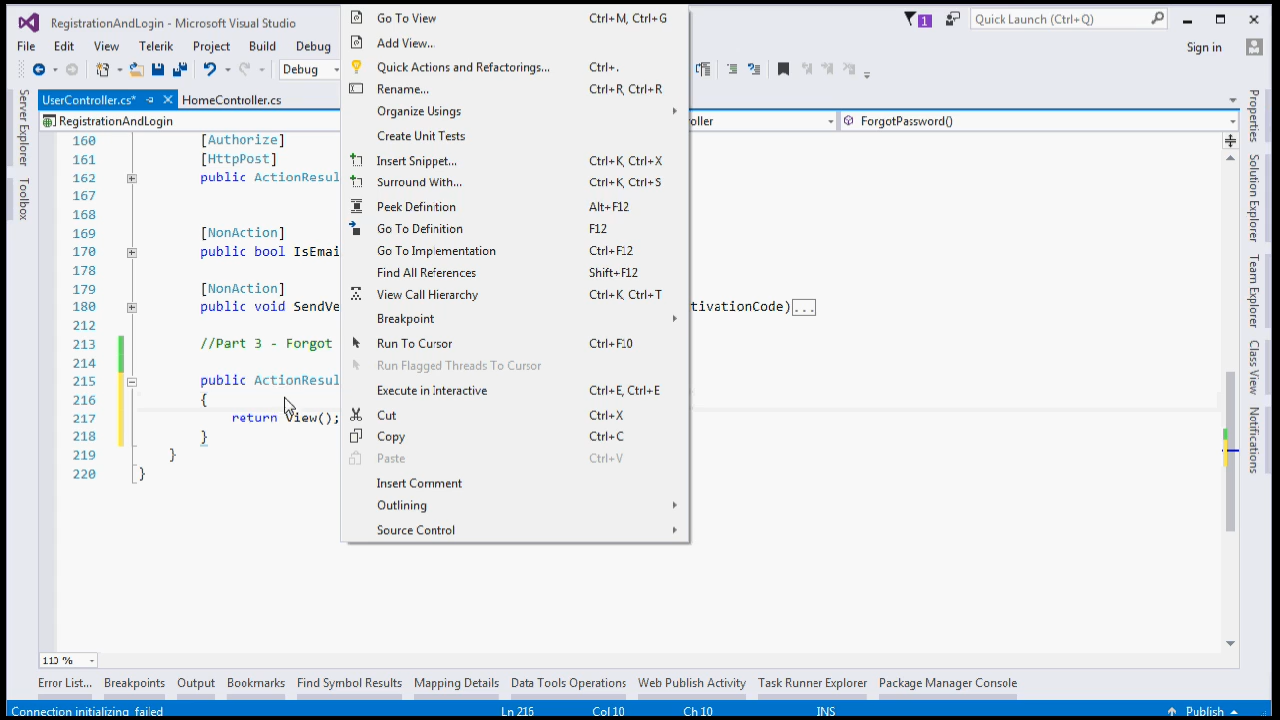 RegistrationAndLogin - Microsoft Visual Studio
1
Quick Launch (Ctrl+Q)
File Edit View Telerik Project Build Debug
Sign in
Debug
UserController.cs* HomeController.cs
RegistrationAndLogin
oller
ForgotPassword()
160 [Authorize]
161 [HttpPost]
162 public ActionResul
167
168
169 [NonAction]
170 public bool IsEmai
178
179 [NonAction]
180 public void SendVe tivationCode)...
212
213 //Part 3 - Forgot
214
215 public ActionResul
216 {
217 return View();
218 }
219 }
220 }
Go To View Ctrl+M, Ctrl+G
Add View...
Quick Actions and Refactorings... Ctrl+.
Rename... Ctrl+R, Ctrl+R
Organize Usings
Create Unit Tests
Insert Snippet... Ctrl+K, Ctrl+X
Surround With... Ctrl+K, Ctrl+S
Peek Definition Alt+F12
Go To Definition F12
Go To Implementation Ctrl+F12
Find All References Shift+F12
View Call Hierarchy Ctrl+K, Ctrl+T
Breakpoint
Run To Cursor Ctrl+F10
Run Flagged Threads To Cursor
Execute in Interactive Ctrl+E, Ctrl+E
Cut Ctrl+X
Copy Ctrl+C
Paste Ctrl+V
Insert Comment
Outlining
Source Control
Server Explorer
Toolbox
Properties
Solution Explorer
Team Explorer
Class View
Notifications
110 %
Error List... Breakpoints Output Bookmarks Find Symbol Results Mapping Details Data Tools Operations Web Publish Activity Task Runner Explorer Package Manager Console
Connection initializing failed Ln 216 Col 10 Ch 10 INS Publish